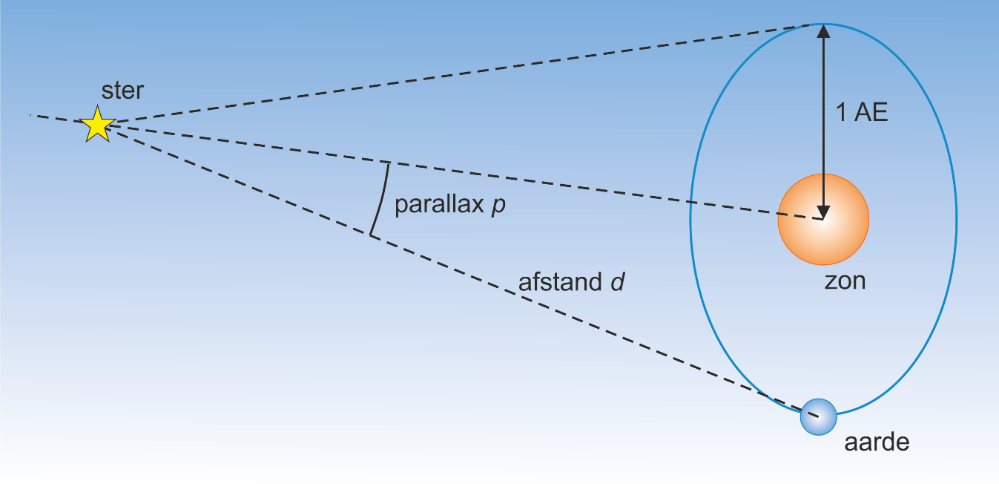 ster
1 AE
parallax p
afstand d
zon
aarde